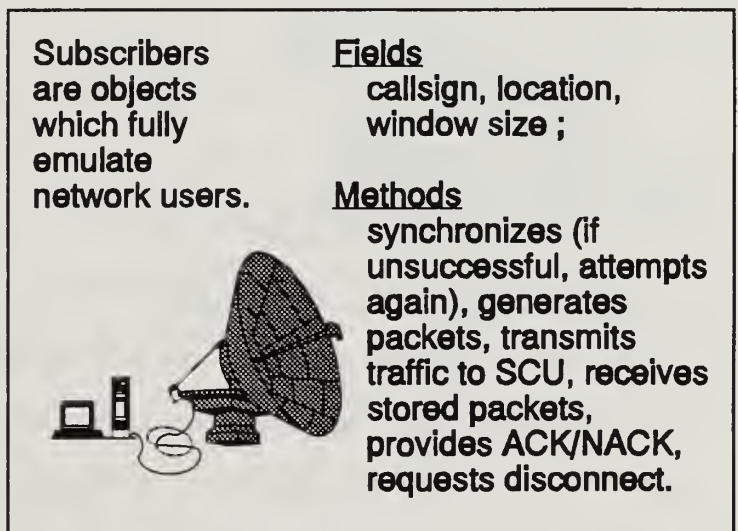 Subscribers
are objects
which fully
emulate
network users.
Fields
callsign, location,
window size ;
Methods
synchronizes (if
unsuccessful, attempts
again), generates
packets, transmits
traffic to SCU, receives
stored packets,
provides ACK/NACK,
requests disconnect.